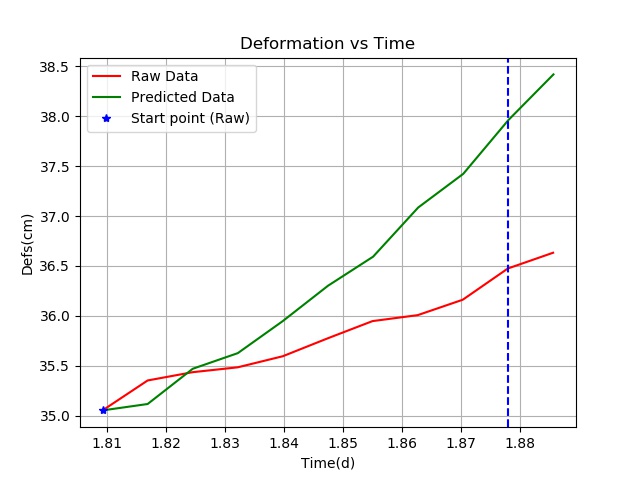 Deformation vs Time
Raw Data
Predicted Data
Start point (Raw)
38.5
38.0
37.5
37.0
36.5
36.0
35.5
35.0
Defs(cm)
1.81 1.82 1.83 1.84 1.85 1.86 1.87 1.88
Time(d)